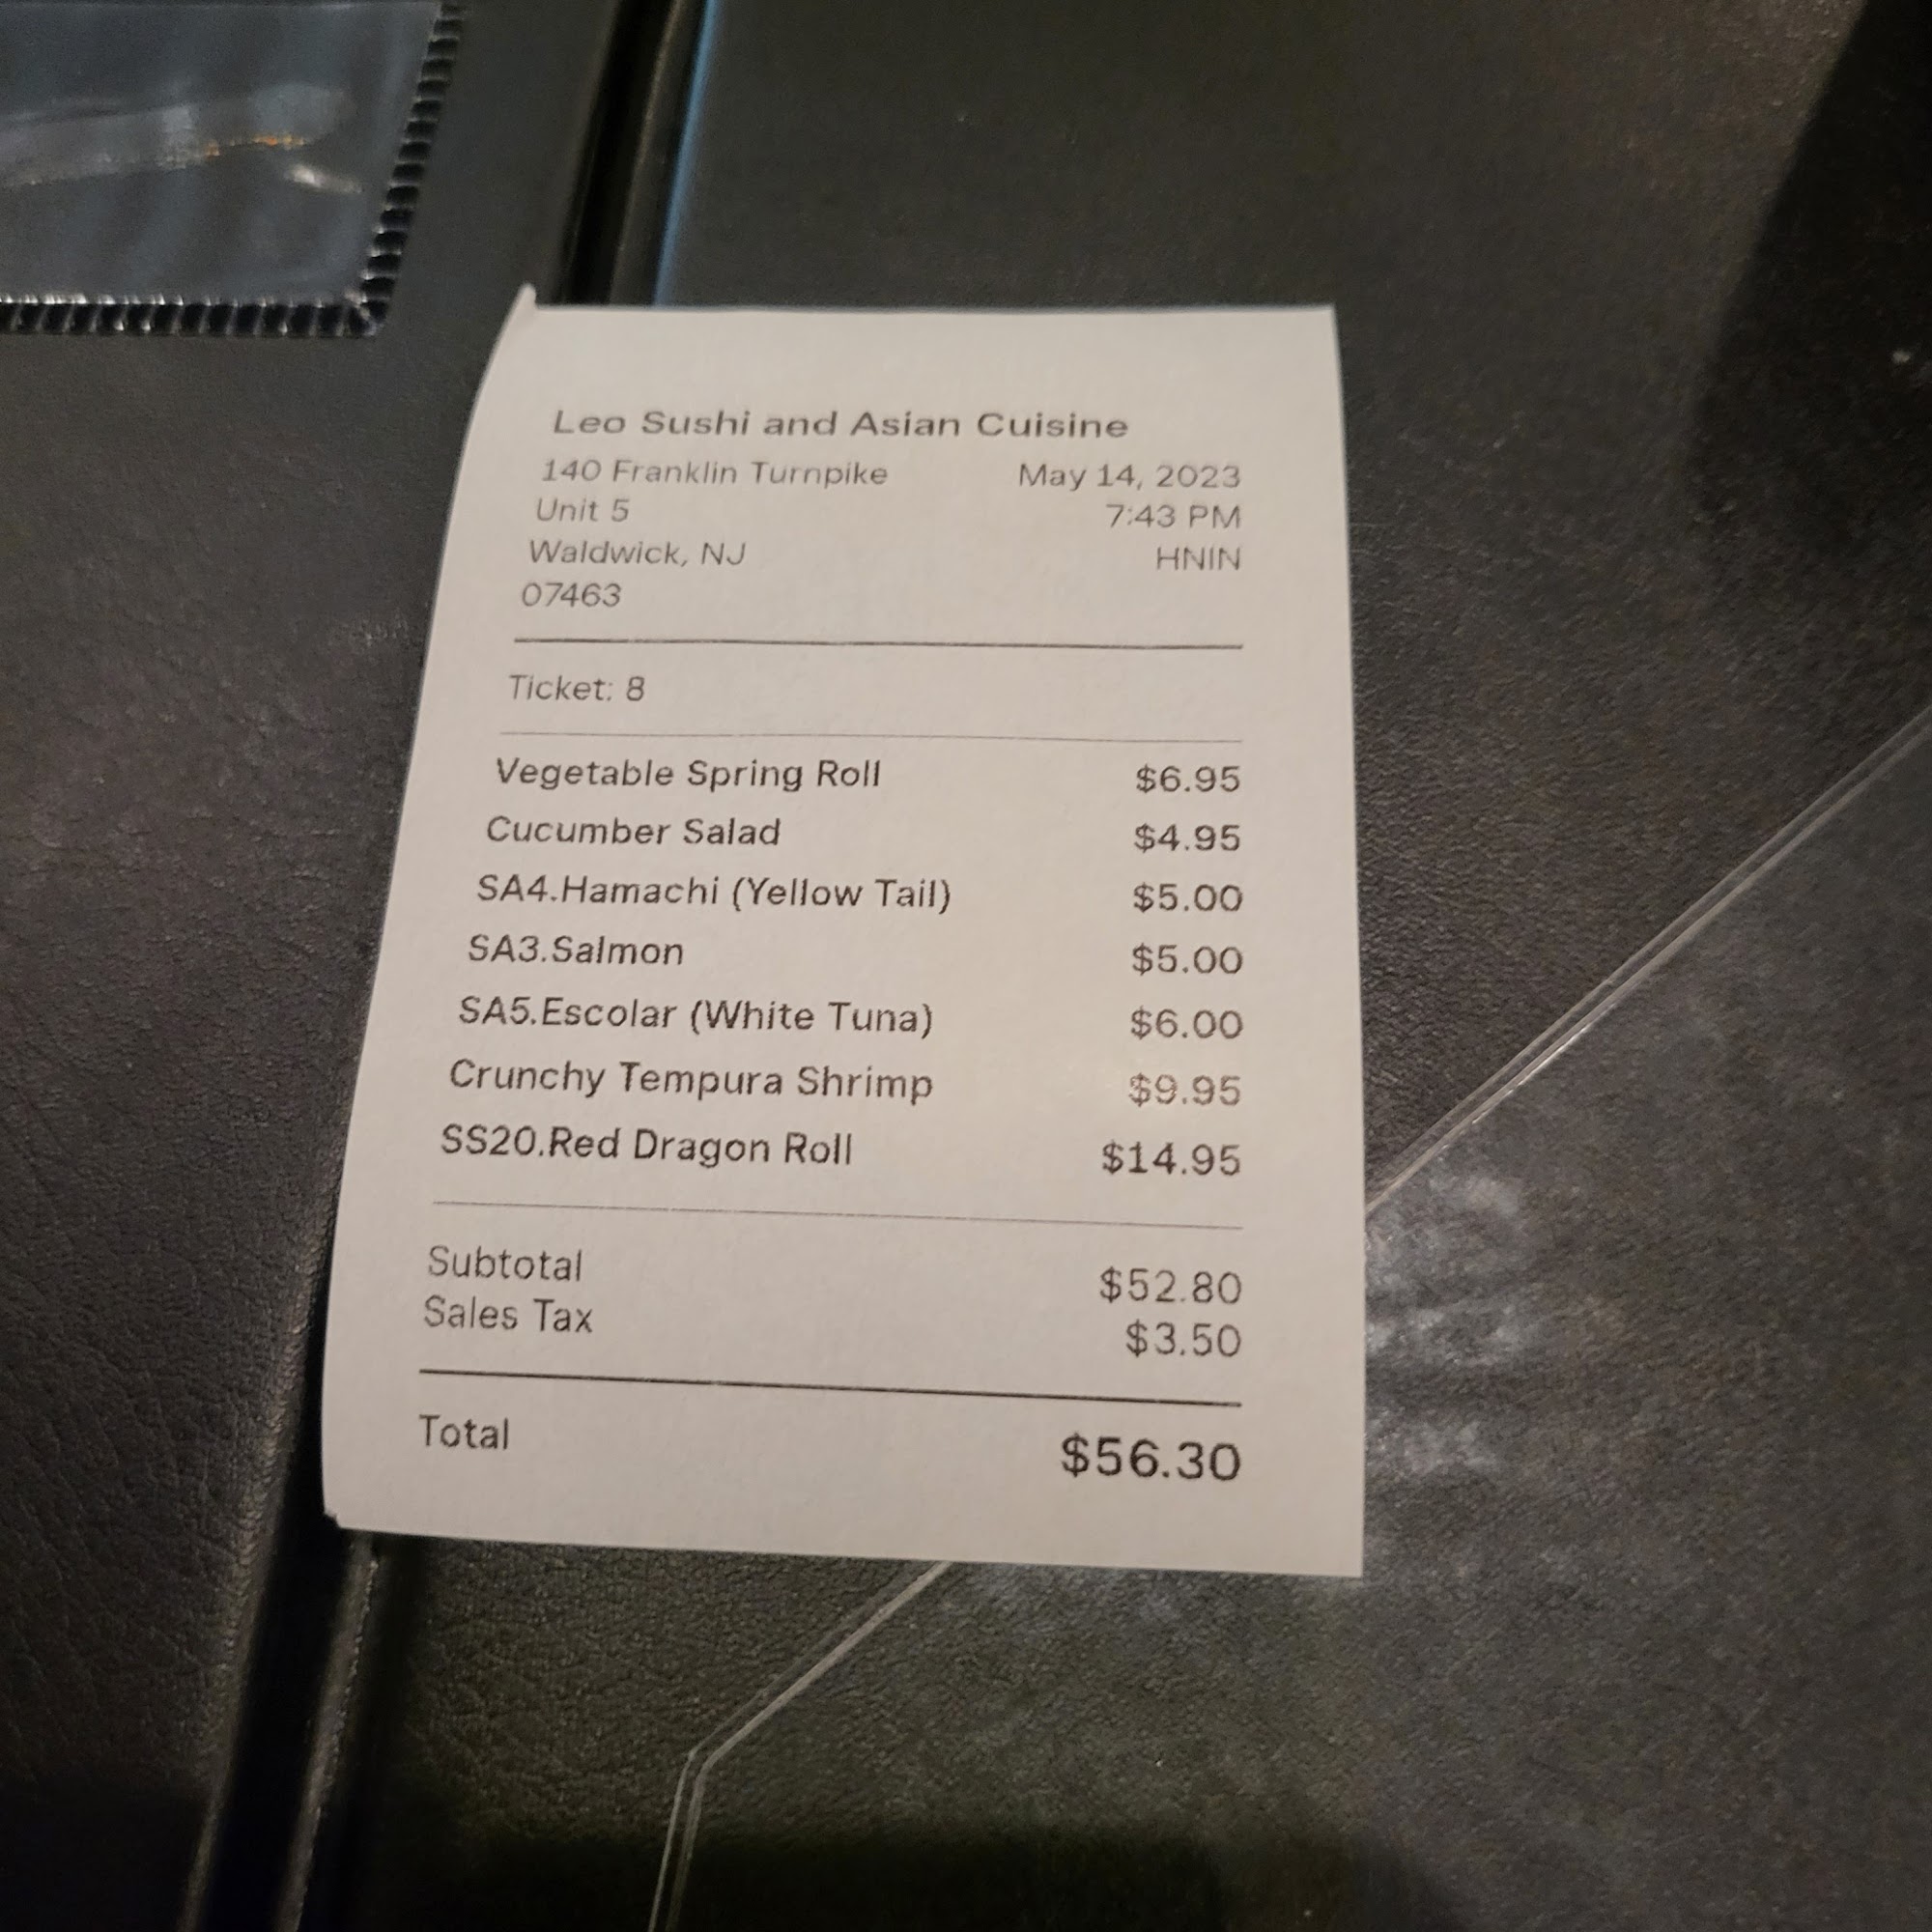 Leo Sushi and Asian Cuisine
140 Franklin Turnpike May 14, 2023
Unit 5 7:43 PM
Waldwick, NJ HNIN
07463
Ticket: 8
Vegetable Spring Roll $6.95
Cucumber Salad $4.95
SA4.Hamachi (Yellow Tail) $5.00
SA3.Salmon $5.00
SA5.Escolar (White Tuna) $6.00
Crunchy Tempura Shrimp $9.95
SS20.Red Dragon Roll $14.95
Subtotal $52.80
Sales Tax $3.50
Total $56.30